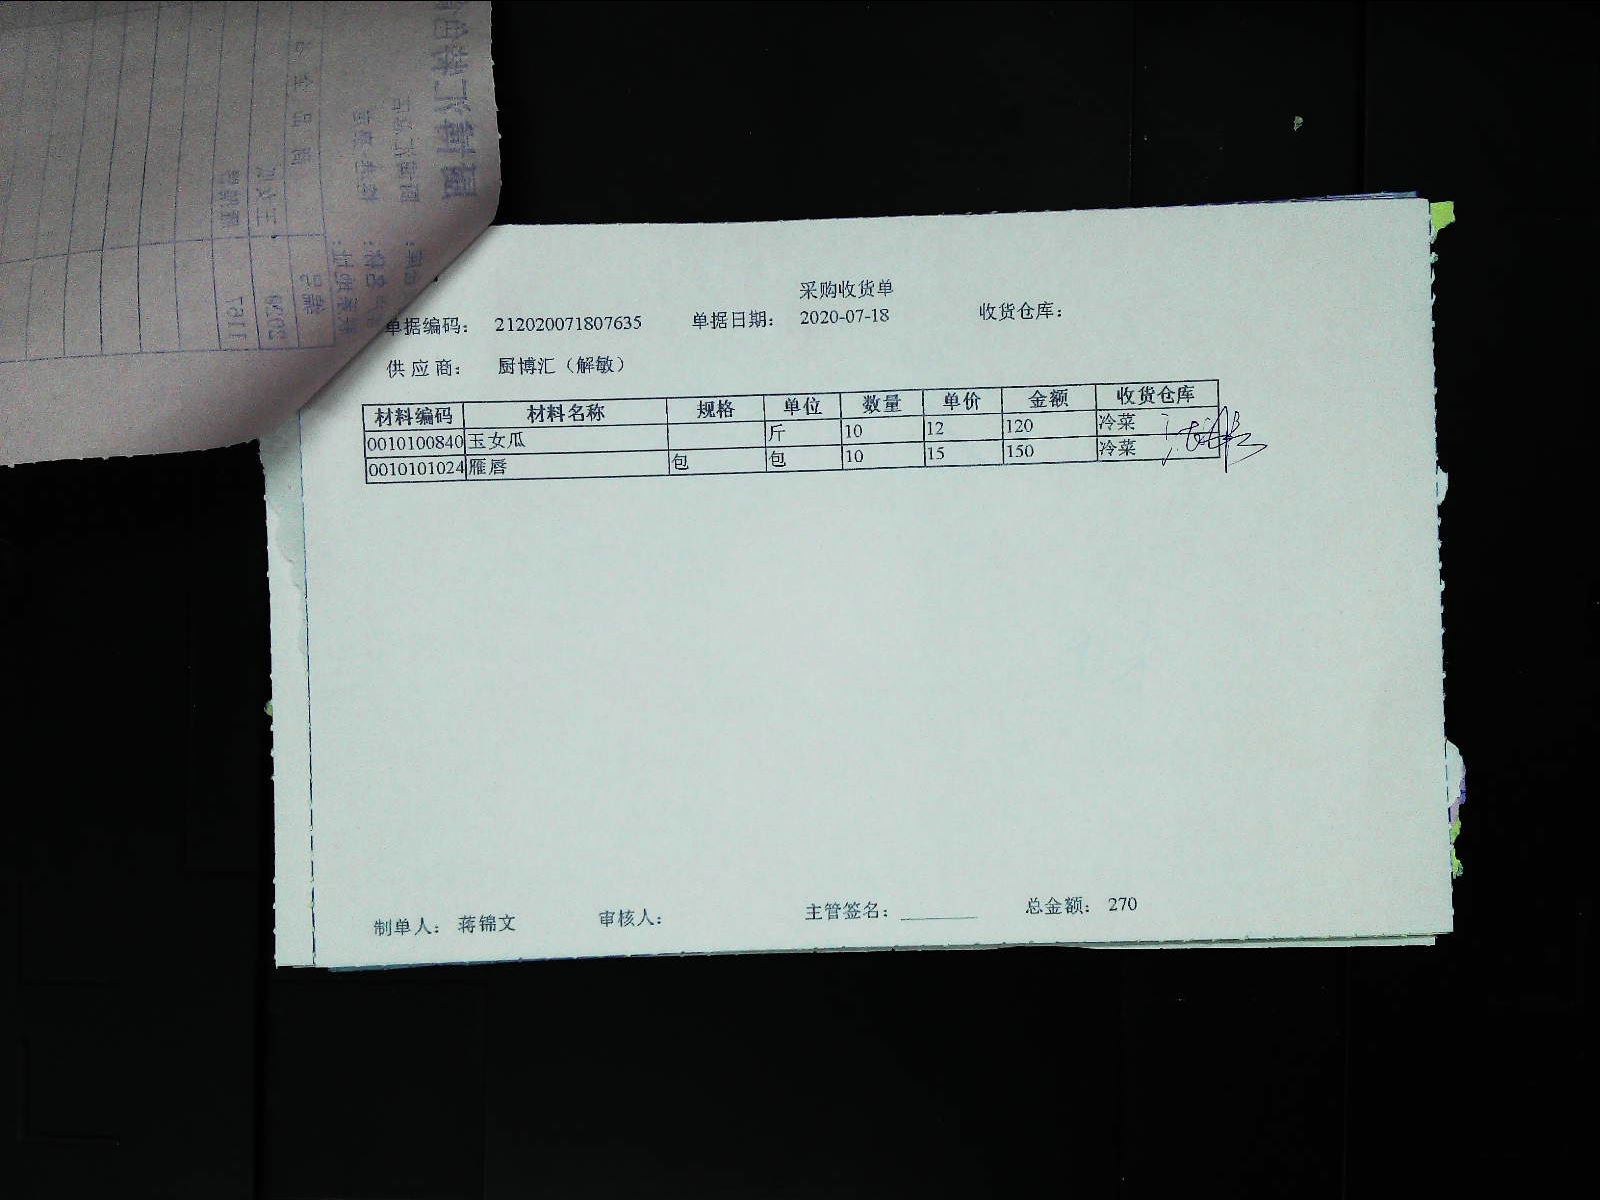 采购收货单
单据编码： 212020071807635 单据日期： 2020-07-18 收货仓库：
供应商： 厨博汇（解敏）
材料编码 材料名称 规格 单位 数量 单价 金额 收货仓库
0010100840 玉女瓜 斤 10 12 120 冷菜
0010101024 雁唇 包 包 10 15 150 冷菜
制单人： 蒋锦文 审核人： 主管签名： 总金额： 270